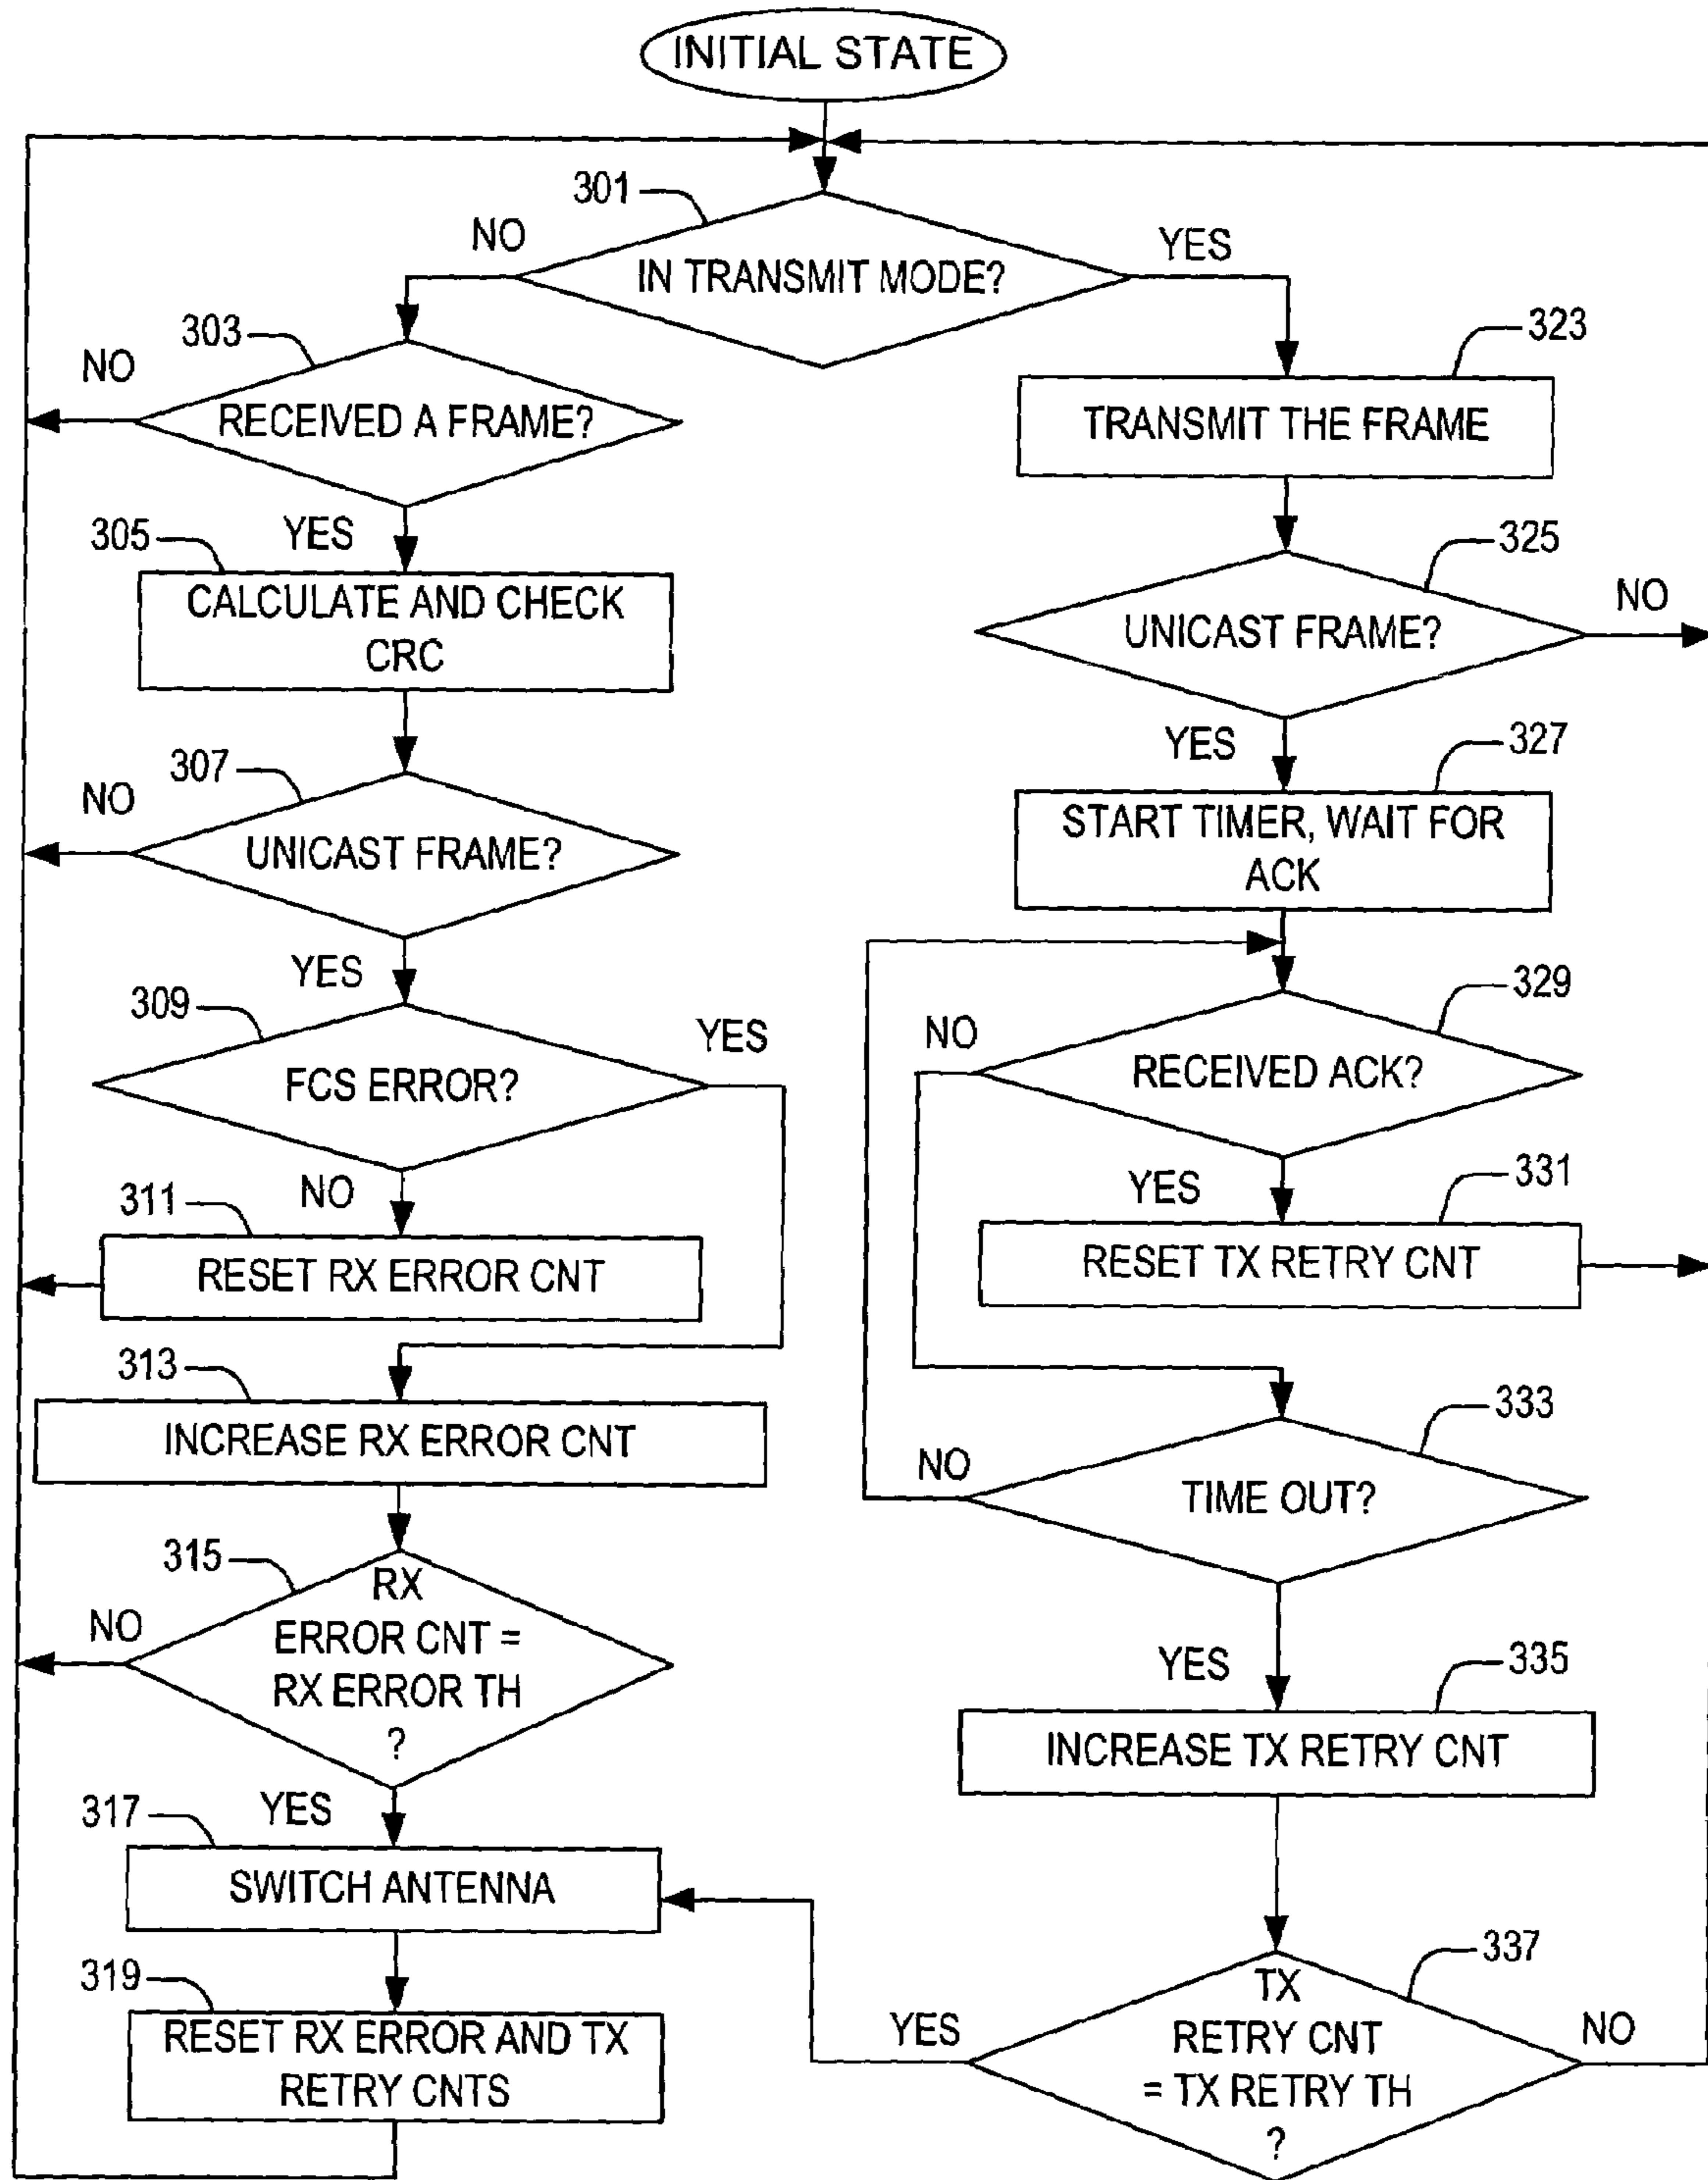 INITIAL STATE
301
NO
YES
IN TRANSMIT MODE?
303
NO
RECEIVED A FRAME?
YES
305
CALCULATE AND CHECK
CRC
307
NO
UNICAST FRAME?
YES
309
YES
FCS ERROR?
NO
311
RESET RX ERROR CNT
313
INCREASE RX ERROR CNT
315
NO
RX
ERROR CNT =
RX ERROR TH
?
YES
317
SWITCH ANTENNA
319
RESET RX ERROR AND TX
RETRY CNTS
323
TRANSMIT THE FRAME
325
NO
UNICAST FRAME?
YES
327
START TIMER, WAIT FOR
ACK
329
NO
RECEIVED ACK?
YES
331
RESET TX RETRY CNT
333
NO
TIME OUT?
YES
335
INCREASE TX RETRY CNT
337
YES
TX
RETRY CNT
= TX RETRY TH
?
NO